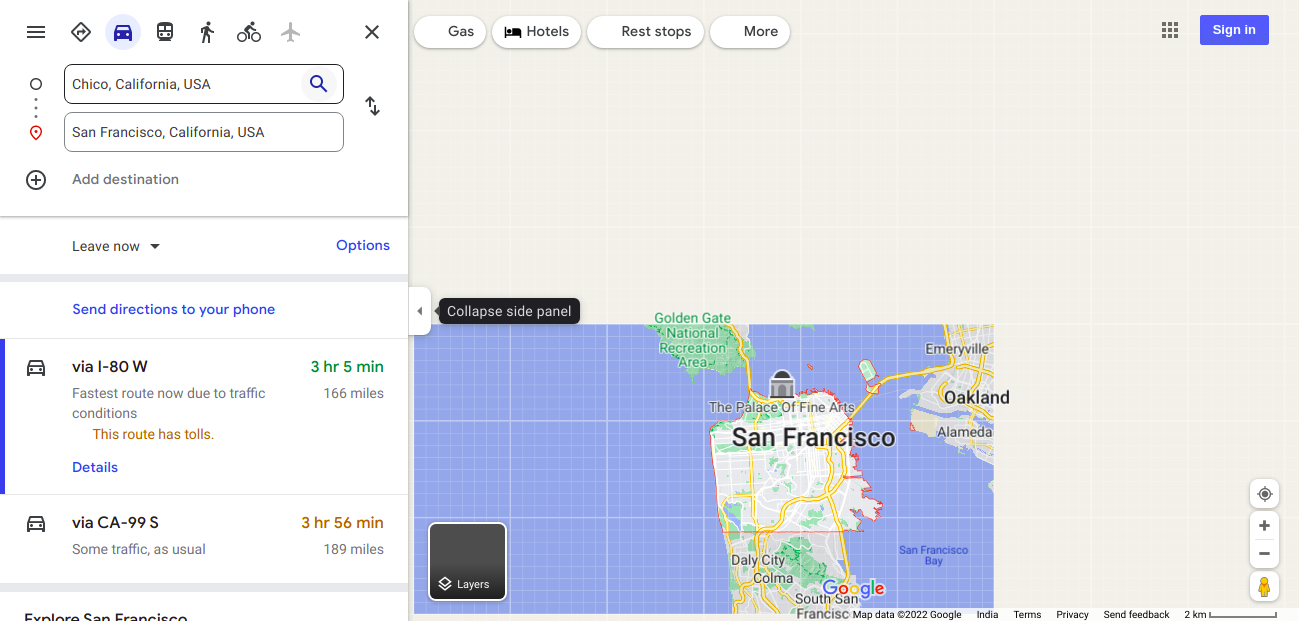 Chico, California, USA
San Francisco, California, USA
Add destination
Leave now
Options
Send directions to your phone
via I-80 W
3 hr 5 min
Fastest route now due to traffic
166 miles
conditions
This route has tolls.
Details
via CA-99 S
3 hr 56 min
Some traffic, as usual
189 miles
Explore San Francisco
Gas
Hotels
Rest stops
More
Sign in
Collapse side panel
Golden Gate
National
Recreation
Area
Emeryville
Oakland
The Palace Of Fine Arts
Alameda
San Francisco
San Francisco
Bay
Daly City
Colma
South San
Francisc
Layers
Google
Map data ©2022 Google
India
Terms
Privacy
Send feedback
2 km